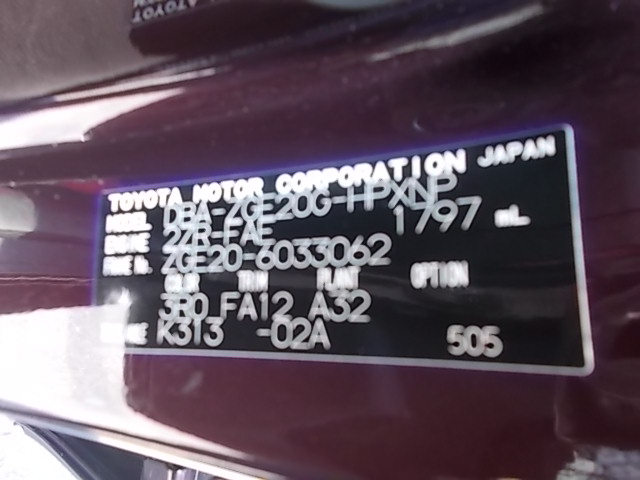 TOYOTA MOTOR CORPORATION JAPAN
MODEL DBA-ZGE20G-HPXNP
ENGINE 2ZR-FAE 1797 mL
FRAME No. ZGE20-6033062
COLOR TRIM PLANT OPTION
3R0 FA12 A32
K313 -02A 505